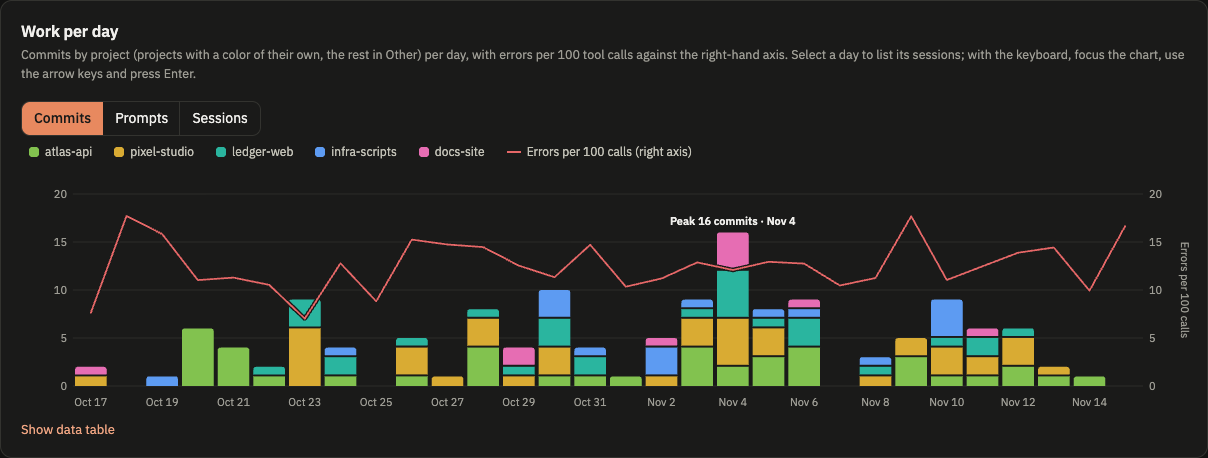 Work per day
Commits by project (projects with a color of their own, the rest in Other) per day, with errors per 100 tool calls against the right-hand axis. Select a day to list its sessions; with the keyboard, focus the chart, use
the arrow keys and press Enter.
Commits Prompts Sessions
atlas-api pixel-studio ledger-web infra-scripts docs-site Errors per 100 calls (right axis)
20 20
Peak 16 commits · Nov 4
15 15
10 10
5 5
0 0
Errors per 100 calls
Oct 17 Oct 19 Oct 21 Oct 23 Oct 25 Oct 27 Oct 29 Oct 31 Nov 2 Nov 4 Nov 6 Nov 8 Nov 10 Nov 12 Nov 14
Show data table